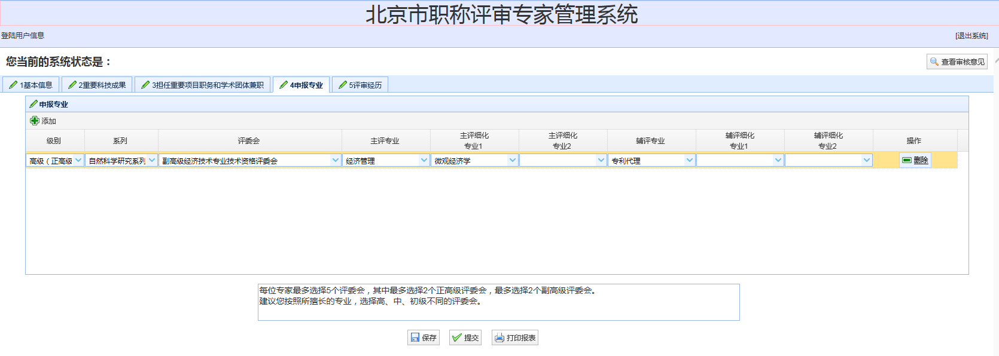 北京市职称评审专家管理系统
登陆用户信息 [退出系统]
您当前的系统状态是： 查看审核意见
1基本信息 2重要科技成果 3担任重要项目职务和学术团体兼职 4申报专业 5评审经历
申报专业
添加
级别 系列 评委会 主评专业 主评细化专业1 主评细化专业2 辅评专业 辅评细化专业1 辅评细化专业2 操作
高级（正高级 自然科学研究系列 副高级经济技术专业技术资格评委会 经济管理 微观经济学 专利代理 删除
每位专家最多选择5个评委会，其中最多选择2个正高级评委会，最多选择2个副高级评委会。
建议您按照所擅长的专业，选择高、中、初级不同的评委会。
保存 提交 打印报表